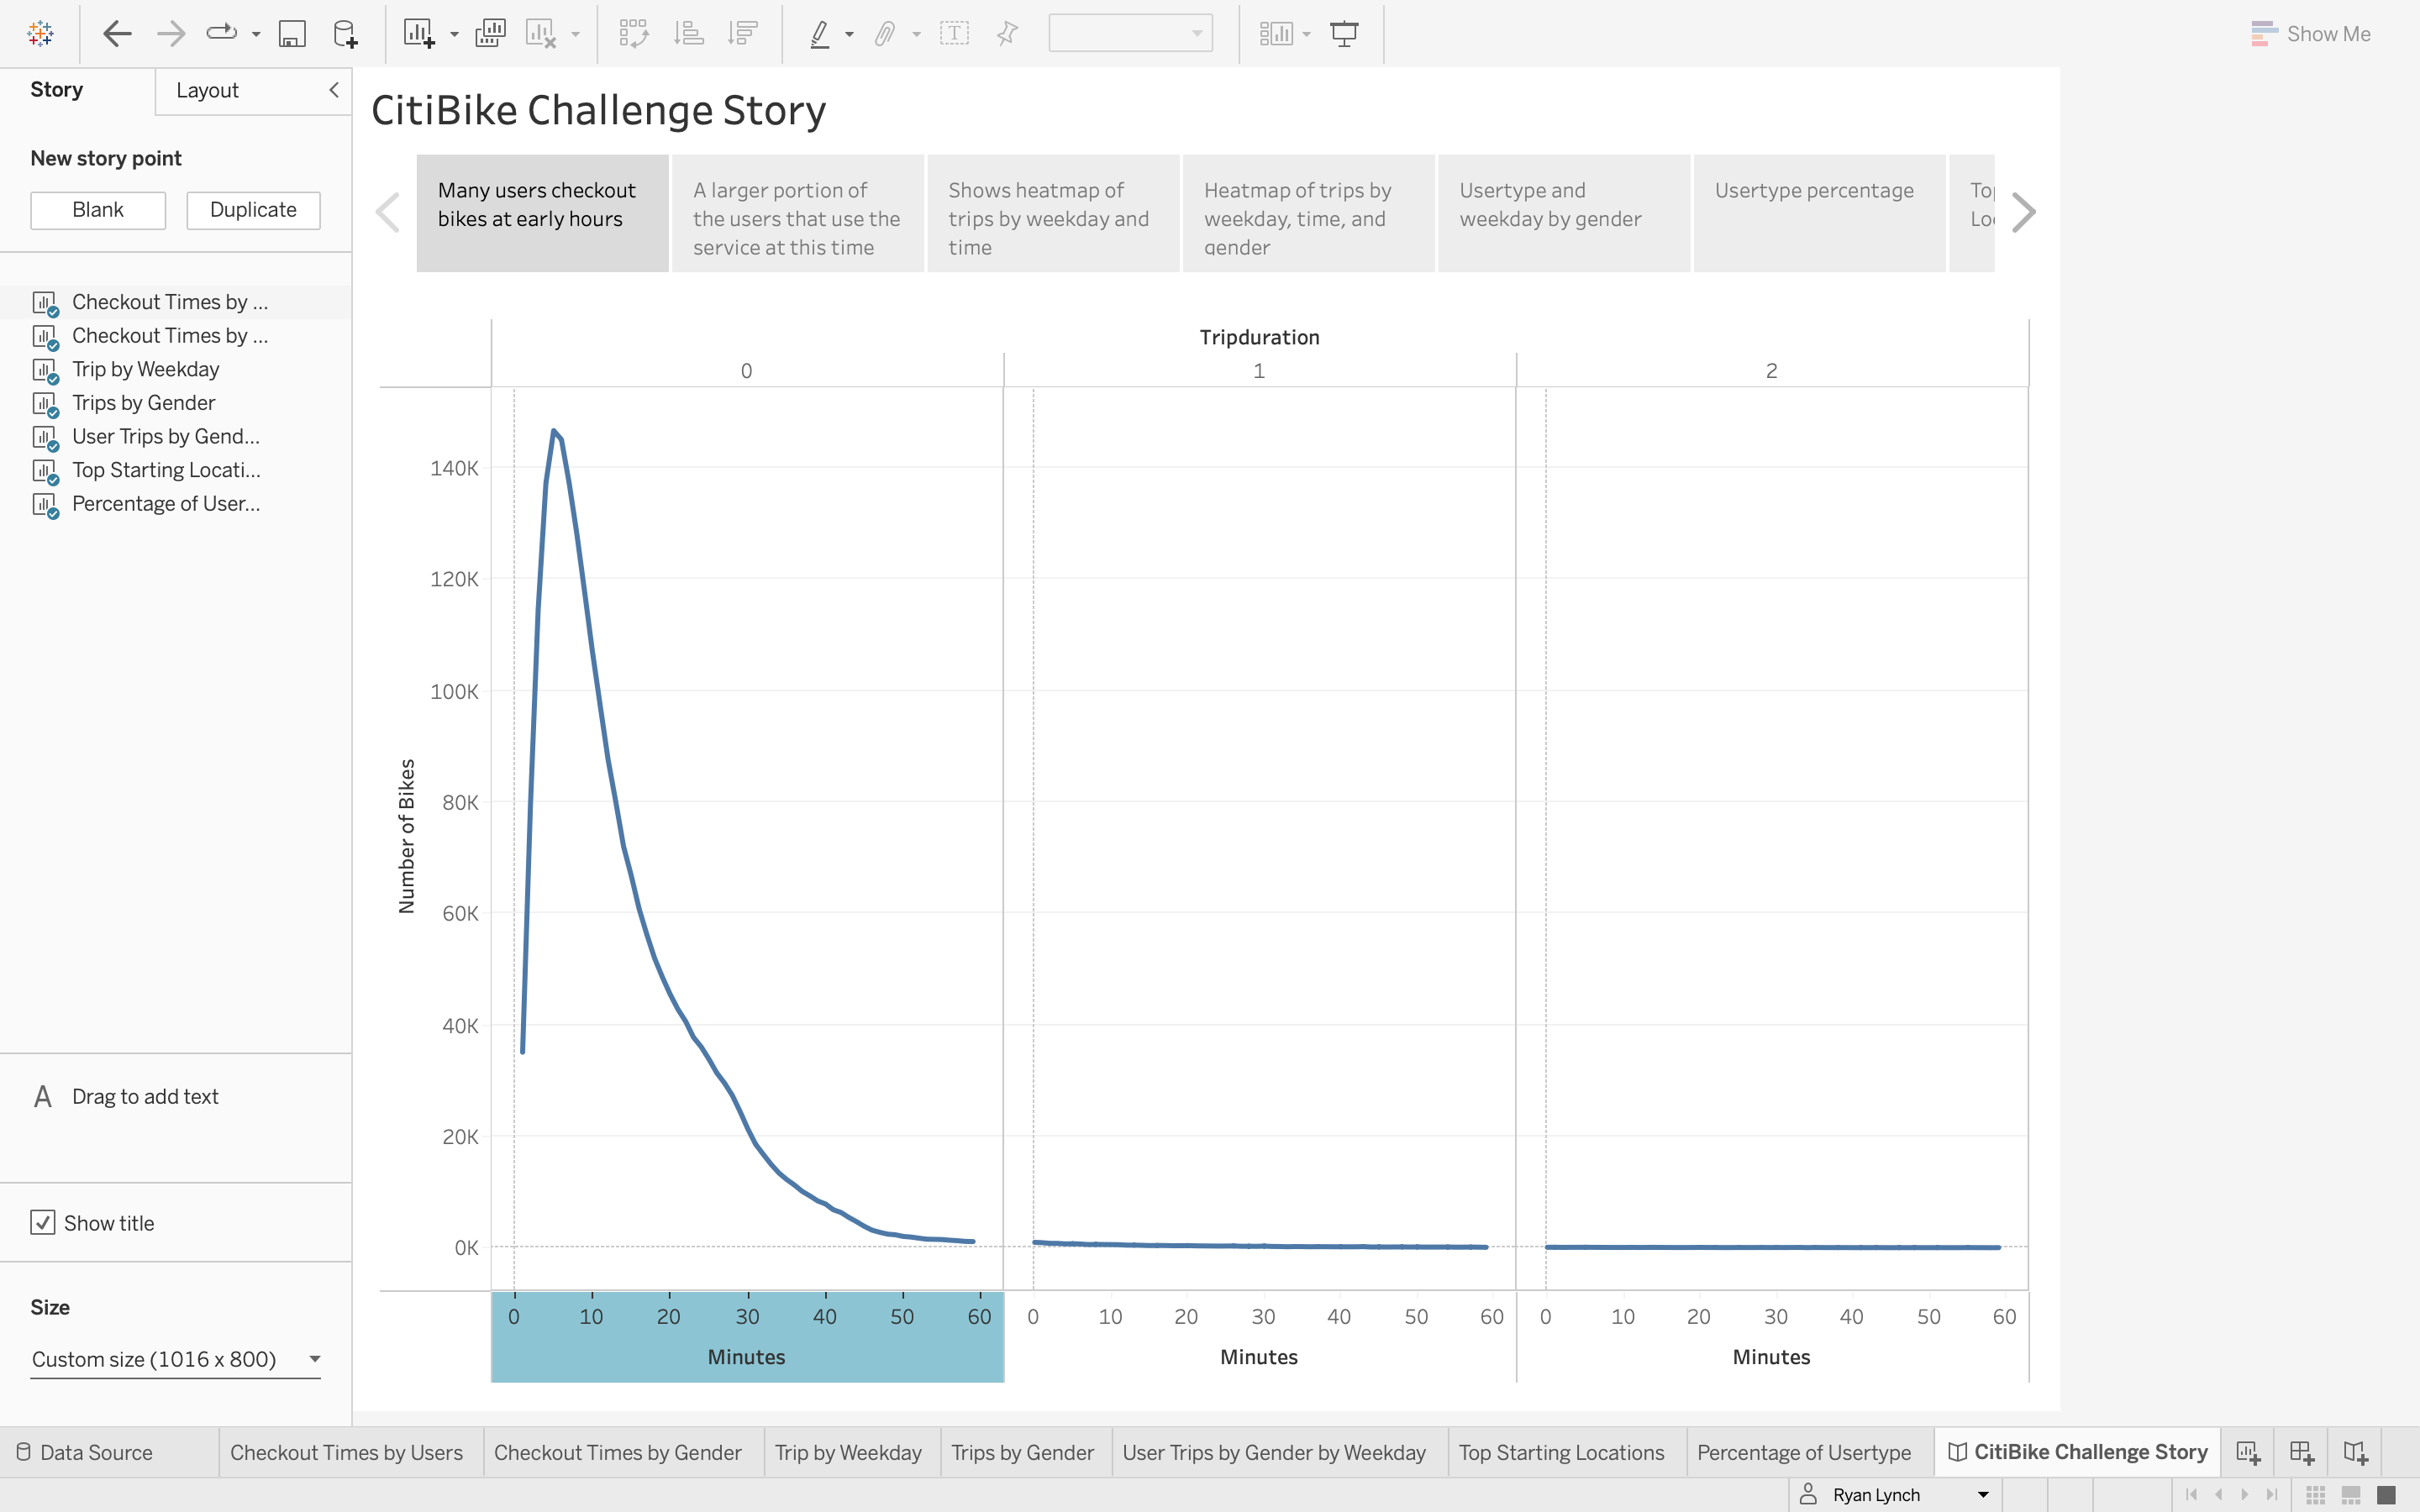 Show Me
Story
Layout
New story point
Blank
Duplicate
Checkout Times by ...
Checkout Times by ...
Trip by Weekday
Trips by Gender
User Trips by Gend...
Top Starting Locati...
Percentage of User...
A Drag to add text
Show title
Size
Custom size (1016 x 800)
CitiBike Challenge Story
Many users checkout
bikes at early hours
A larger portion of
the users that use the
service at this time
Shows heatmap of
trips by weekday and
time
Heatmap of trips by
weekday, time, and
gender
Usertype and
weekday by gender
Usertype percentage
Tripduration
0 1 2
Number of Bikes
140K
120K
100K
80K
60K
40K
20K
0K
0 10 20 30 40 50 60 0 10 20 30 40 50 60 0 10 20 30 40 50 60
Minutes Minutes Minutes
Data Source Checkout Times by Users Checkout Times by Gender Trip by Weekday Trips by Gender User Trips by Gender by Weekday Top Starting Locations Percentage of Usertype CitiBike Challenge Story
Ryan Lynch